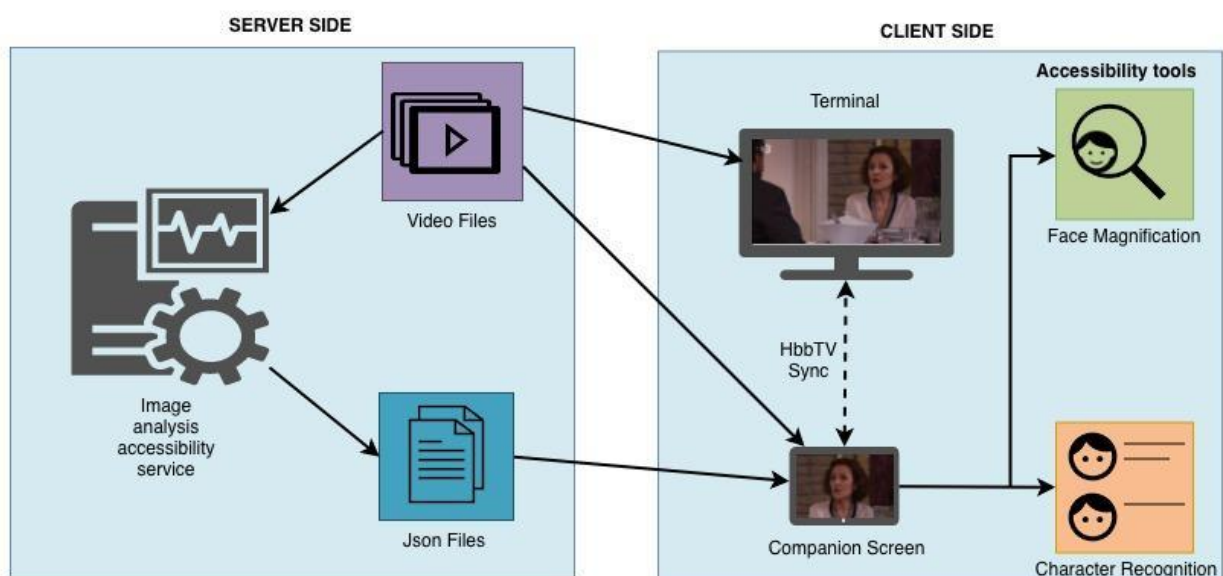 SERVER SIDE
CLIENT SIDE
Accessibility tools
Terminal
Video Files
Face Magnification
HbbTV
Sync
Image
analysis
accessibility
service
Json Files
Companion Screen
Character Recognition